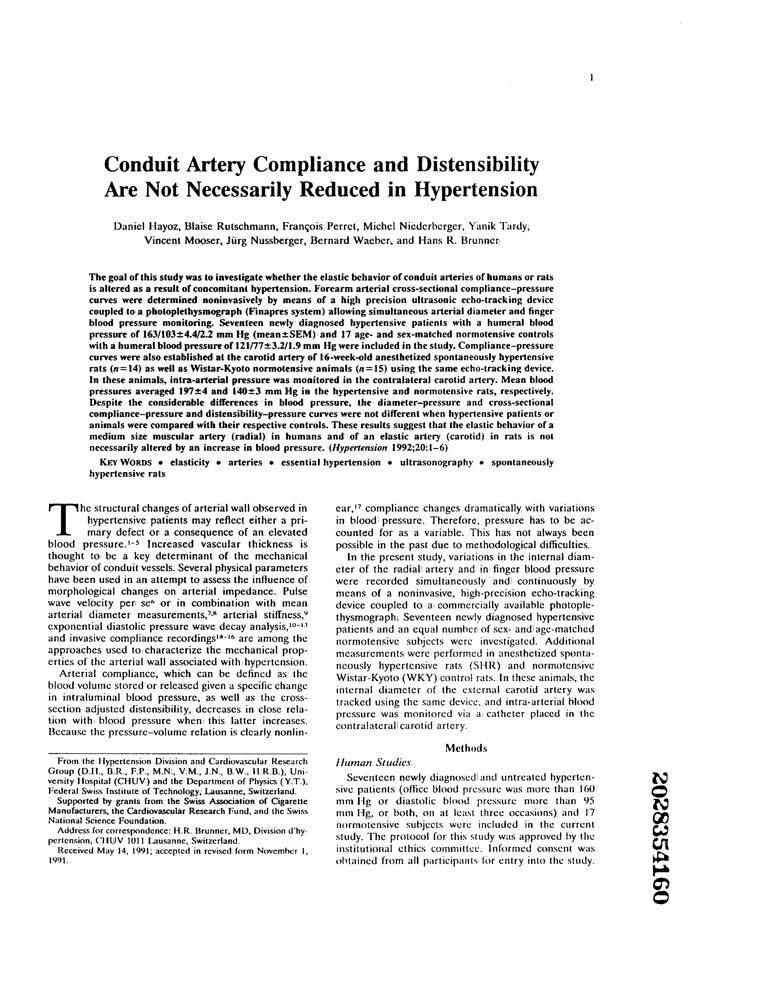 1
Conduit Artery Compliance and Distensibility
Are Not Necessarily Reduced in Hypertension
Daniel Hayoz, Blaise Rutschmann, François Perret, Michel Niederberger, Yanik Tardy,
Vincent Mooser, Jürg Nussberger, Bernard Waeber, and Hans R. Brunner
The goal of this study was to investigate whether the elastic behavior of conduit arteries of humans or rats
is altered as a result of concomitant hypertension. Forearm arterial cross-sectional compliance–pressure
curves were determined noninvasively by means of a high precision ultrasonic echo-tracking device
coupled to a photoplethysmograph (Finapres system) allowing simultaneous arterial diameter and finger
blood pressure monitoring. Seventeen newly diagnosed hypertensive patients with a humeral blood
pressure of 163/103±4.4/2.2 mm Hg (mean±SEM) and 17 age- and sex-matched normotensive controls
with a humeral blood pressure of 121/77±3.2/1.9 mm Hg were included in the study. Compliance–pressure
curves were also established at the carotid artery of 16-week-old anesthetized spontaneously hypertensive
rats (n=14) as well as Wistar-Kyoto normotensive animals (n=15) using the same echo-tracking device.
In these animals, intra-arterial pressure was monitored in the contralateral carotid artery. Mean blood
pressures averaged 197±4 and 140±3 mm Hg in the hypertensive and normotensive rats, respectively.
Despite the considerable differences in blood pressure, the diameter–pressure and cross-sectional
compliance–pressure and distensibility–pressure curves were not different when hypertensive patients or
animals were compared with their respective controls. These results suggest that the elastic behavior of a
medium size muscular artery (radial) in humans and of an elastic artery (carotid) in rats is not
necessarily altered by an increase in blood pressure. (Hypertension 1992;20:1–6)
KEY WORDS • elasticity • arteries • essential hypertension • ultrasonography • spontaneously
hypertensive rats
The structural changes of arterial wall observed in
hypertensive patients may reflect either a pri-
mary defect or a consequence of an elevated
blood pressure.1–5 Increased vascular thickness is
thought to be a key determinant of the mechanical
behavior of conduit vessels. Several physical parameters
have been used in an attempt to assess the influence of
morphological changes on arterial impedance. Pulse
wave velocity per se6 or in combination with mean
arterial diameter measurements,7,8 arterial stiffness,9
exponential diastolic pressure wave decay analysis,10–13
and invasive compliance recordings14–16 are among the
approaches used to characterize the mechanical prop-
erties of the arterial wall associated with hypertension.
Arterial compliance, which can be defined as the
blood volume stored or released given a specific change
in intraluminal blood pressure, as well as the cross-
section adjusted distensibility, decreases in close rela-
tion with blood pressure when this latter increases.
Because the pressure–volume relation is clearly nonlin-
From the Hypertension Division and Cardiovascular Research
Group (D.H., B.R., F.P., M.N., V.M., J.N., B.W., H.R.B.), Uni-
versity Hospital (CHUV) and the Department of Physics (Y.T.),
Federal Swiss Institute of Technology, Lausanne, Switzerland.
Supported by grants from the Swiss Association of Cigarette
Manufacturers, the Cardiovascular Research Fund, and the Swiss
National Science Foundation.
Address for correspondence: H.R. Brunner, MD, Division d'hy-
pertension, CHUV 1011 Lausanne, Switzerland.
Received May 14, 1991; accepted in revised form November 1,
1991.
ear,17 compliance changes dramatically with variations
in blood pressure. Therefore, pressure has to be ac-
counted for as a variable. This has not always been
possible in the past due to methodological difficulties.
In the present study, variations in the internal diam-
eter of the radial artery and in finger blood pressure
were recorded simultaneously and continuously by
means of a noninvasive, high-precision echo-tracking
device coupled to a commercially available photople-
thysmograph. Seventeen newly diagnosed hypertensive
patients and an equal number of sex- and age-matched
normotensive subjects were investigated. Additional
measurements were performed in anesthetized sponta-
neously hypertensive rats (SHR) and normotensive
Wistar-Kyoto (WKY) control rats. In these animals, the
internal diameter of the external carotid artery was
tracked using the same device, and intra-arterial blood
pressure was monitored via a catheter placed in the
contralateral carotid artery.
Methods
Human Studies
Seventeen newly diagnosed and untreated hyperten-
sive patients (office blood pressure was more than 160
mm Hg or diastolic blood pressure more than 95
mm Hg, or both, on at least three occasions) and 17
normotensive subjects were included in the current
study. The protocol for this study was approved by the
institutional ethics committee. Informed consent was
obtained from all participants for entry into the study.
2028354160